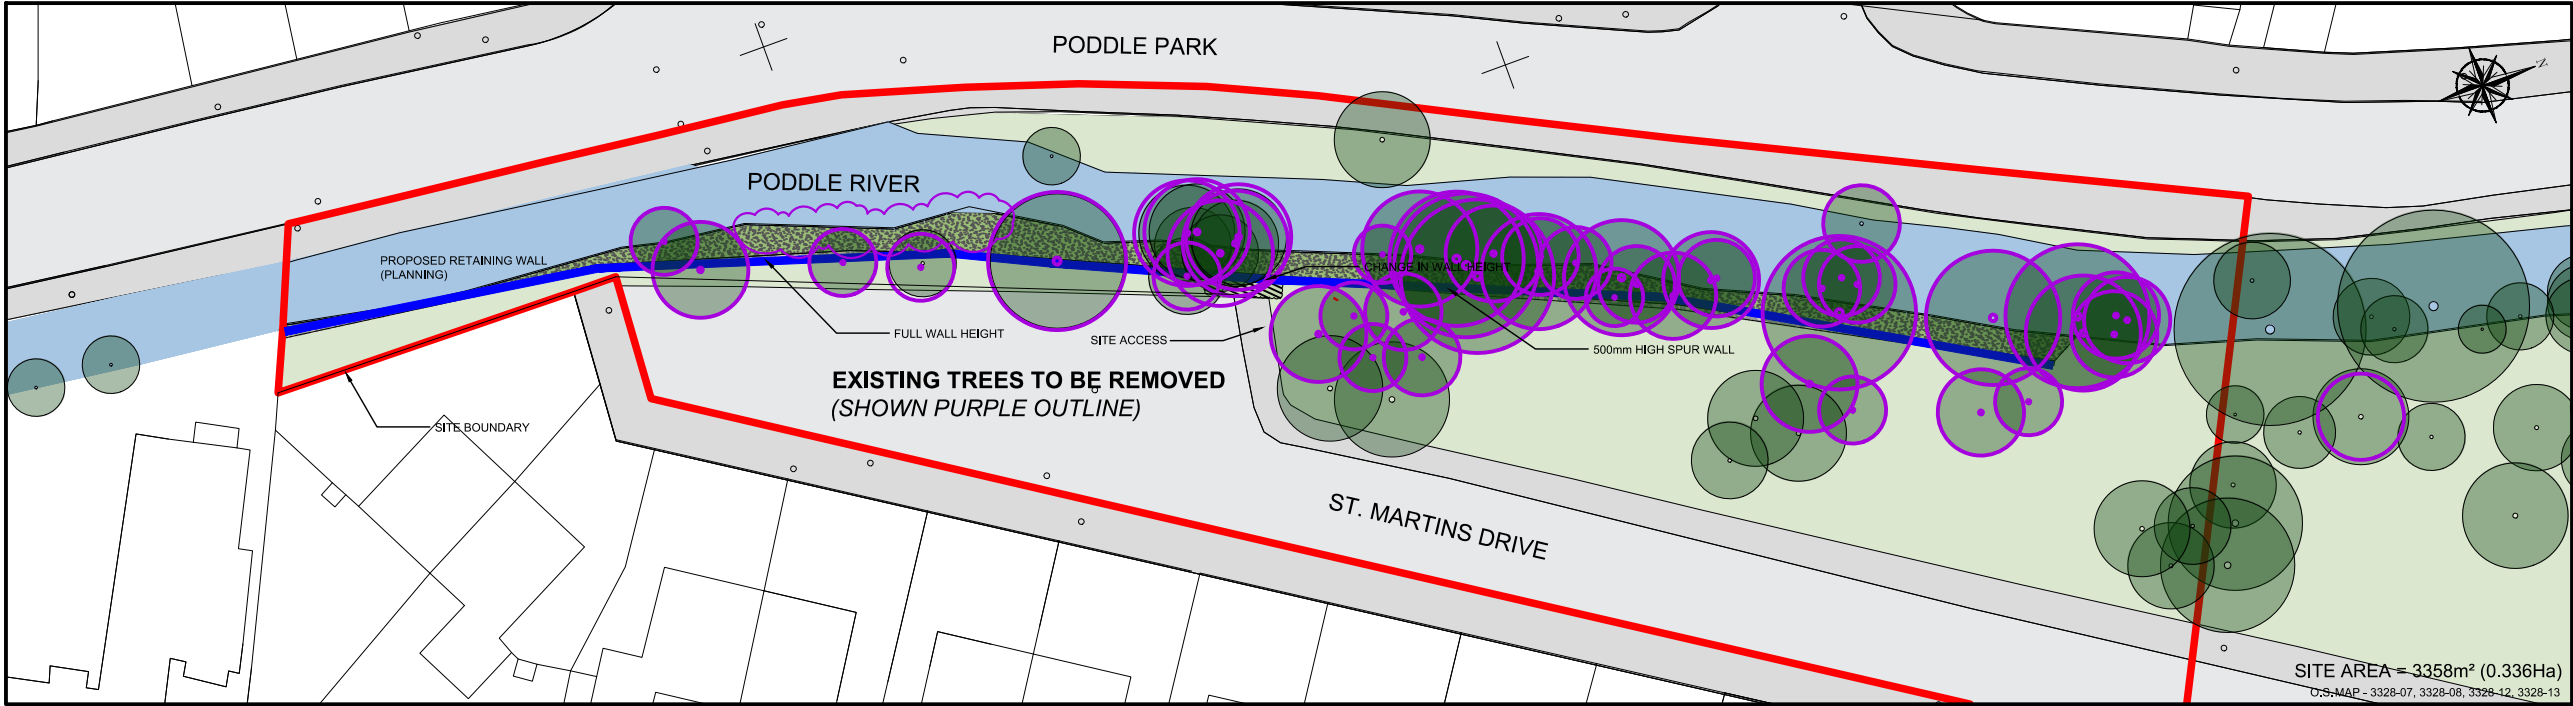 PODDLE PARK
N
PODDLE RIVER
PROPOSED RETAINING WALL
(PLANNING)
CHANGE IN WALL HEIGHT
FULL WALL HEIGHT
SITE ACCESS
500mm HIGH SPUR WALL
EXISTING TREES TO BE REMOVED
(SHOWN PURPLE OUTLINE)
SITE BOUNDARY
ST. MARTINS DRIVE
SITE AREA = 3358m² (0.336Ha)
O.S.MAP - 3328-07, 3328-08, 3328-12, 3328-13